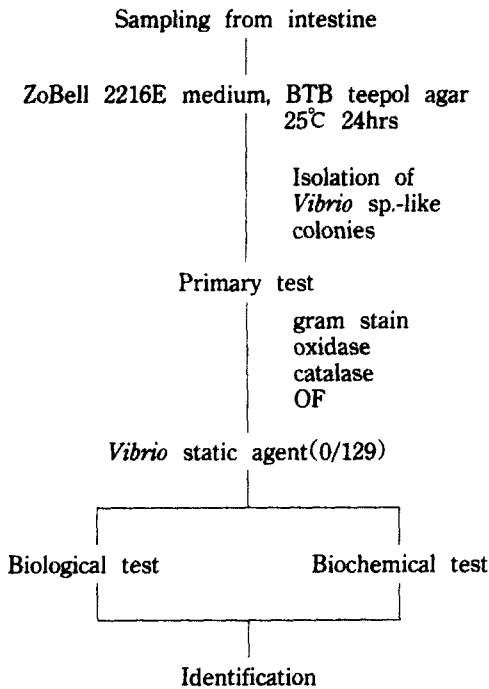 Sampling from intestine
ZoBell 2216E medium, BTB teepol agar
25℃ 24hrs
Isolation of
Vibrio sp.-like
colonies
Primary test
gram stain
oxidase
catalase
OF
Vibrio static agent(0/129)
Biological test
Biochemical test
Identification